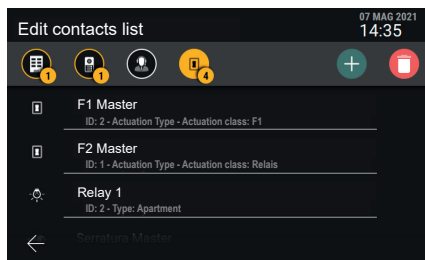 Edit contacts list
07 MAG 2021
14:35
1
1
4
F1 Master
ID: 2 - Actuation Type - Actuation class: F1
F2 Master
ID: 1 - Actuation Type - Actuation class: Relais
Relay 1
ID: 2 - Type: Apartment
Serratura Master